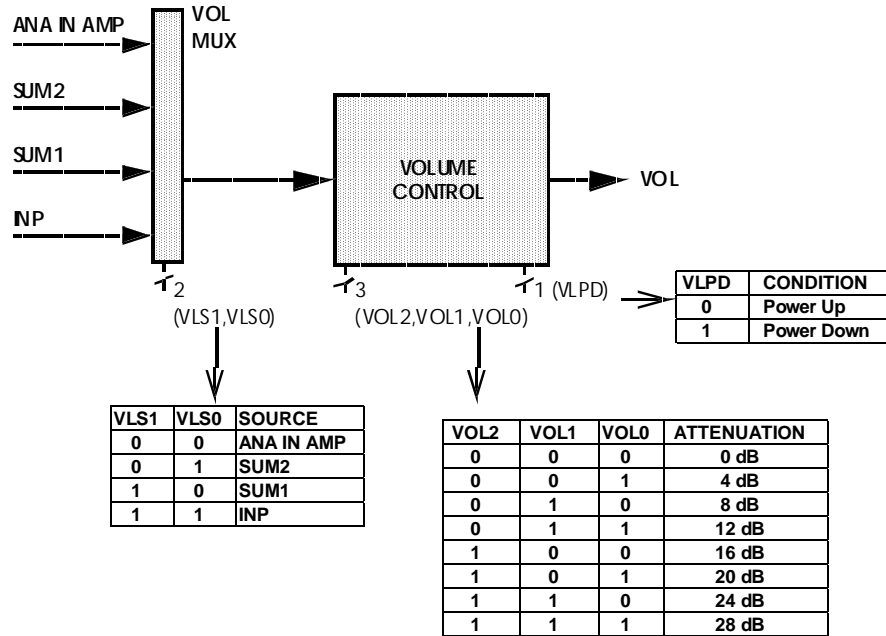 ANA IN AMP
VOL
MUX
SUM2
SUM1
INP
VOLUME
CONTROL
VOL
2
(VLS1,VLS0)
3
(VOL2,VOL1,VOL0)
1 (VLPD)
VLPD CONDITION
0 Power Up
1 Power Down
VLS1 VLS0 SOURCE
0 0 ANA IN AMP
0 1 SUM2
1 0 SUM1
1 1 INP
VOL2 VOL1 VOL0 ATTENUATION
0 0 0 0 dB
0 0 1 4 dB
0 1 0 8 dB
0 1 1 12 dB
1 0 0 16 dB
1 0 1 20 dB
1 1 0 24 dB
1 1 1 28 dB